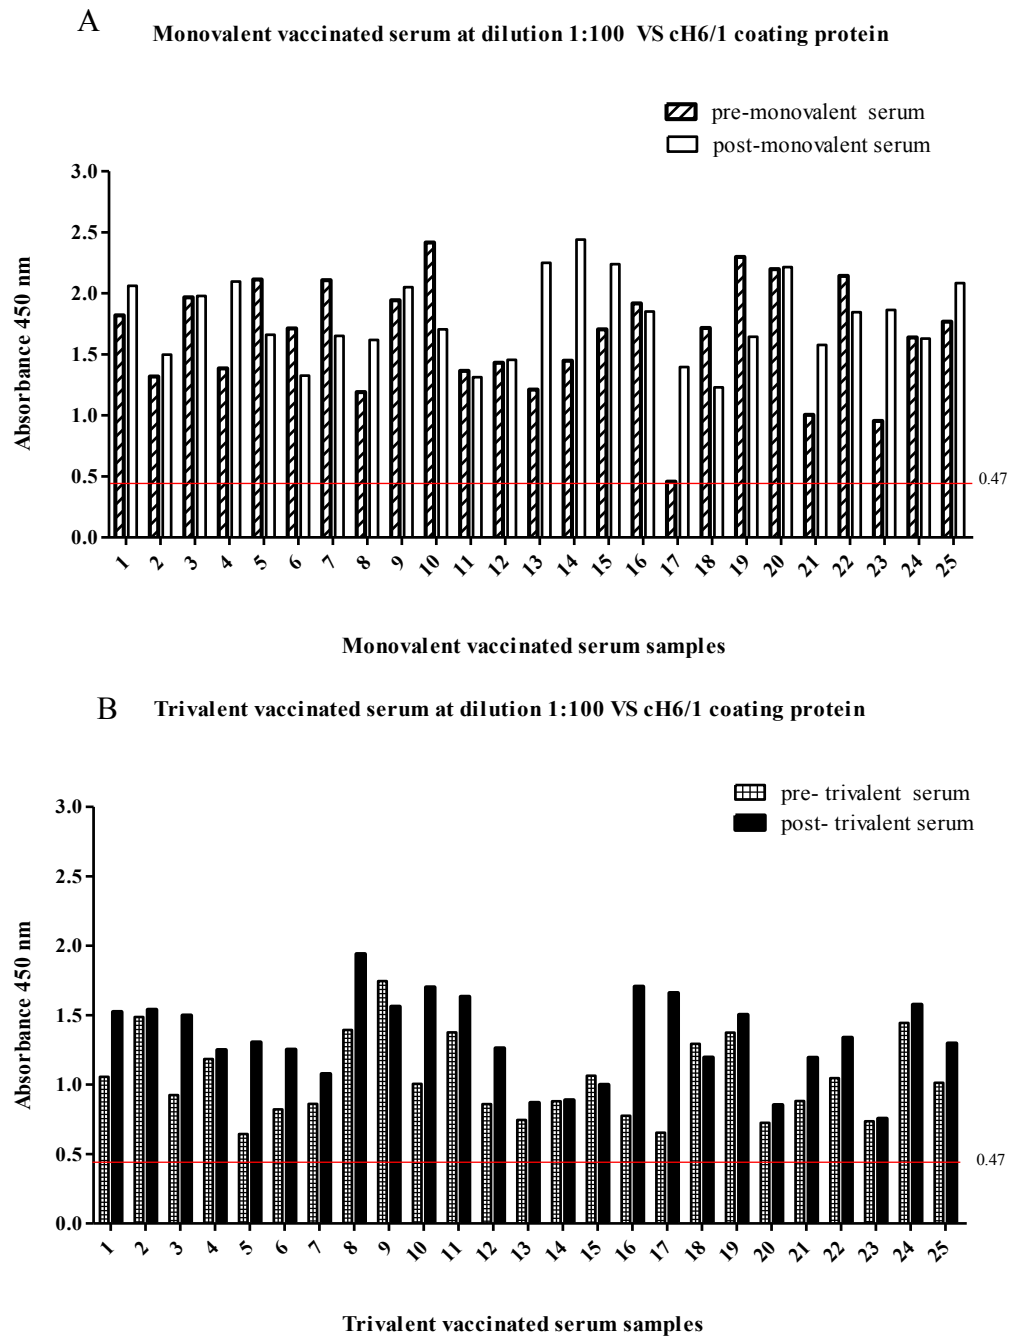 A
Monovalent vaccinated serum at dilution 1:100 VS cH6/1 coating protein
pre-monovalent serum
post-monovalent serum
3.0
2.5
2.0
1.5
1.0
0.5
0.0
Absorbance 450 nm
0.47
1 2 3 4 5 6 7 8 9 10 11 12 13 14 15 16 17 18 19 20 21 22 23 24 25
Monovalent vaccinated serum samples
B
Trivalent vaccinated serum at dilution 1:100 VS cH6/1 coating protein
pre- trivalent serum
post- trivalent serum
3.0
2.5
2.0
1.5
1.0
0.5
0.0
Absorbance 450 nm
0.47
1 2 3 4 5 6 7 8 9 10 11 12 13 14 15 16 17 18 19 20 21 22 23 24 25
Trivalent vaccinated serum samples